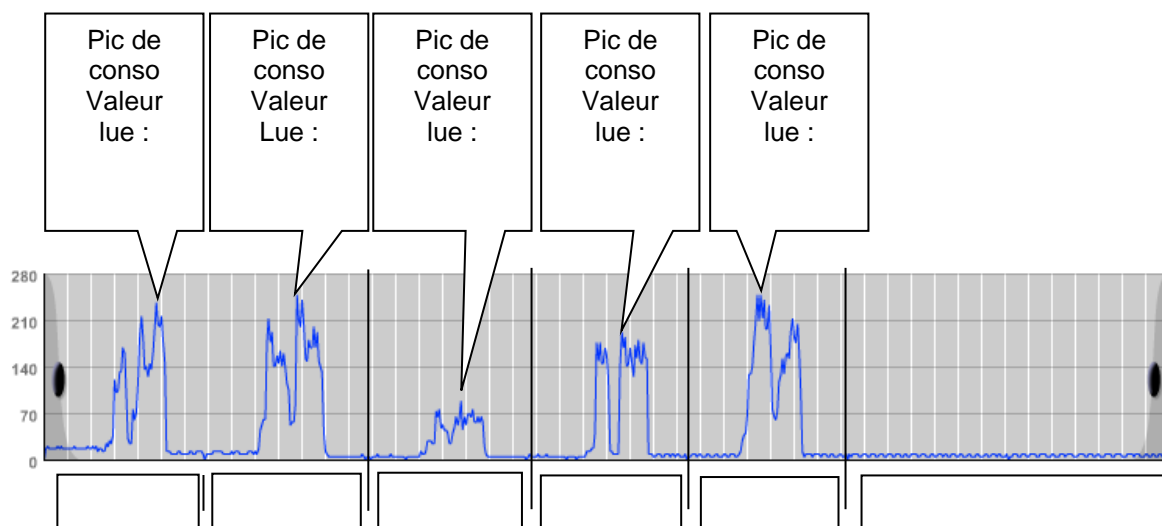 Pic de
conso
Valeur
lue :
Pic de
conso
Valeur
Lue :
Pic de
conso
Valeur
lue :
Pic de
conso
Valeur
lue :
Pic de
conso
Valeur
lue :
280
210
140
70
0